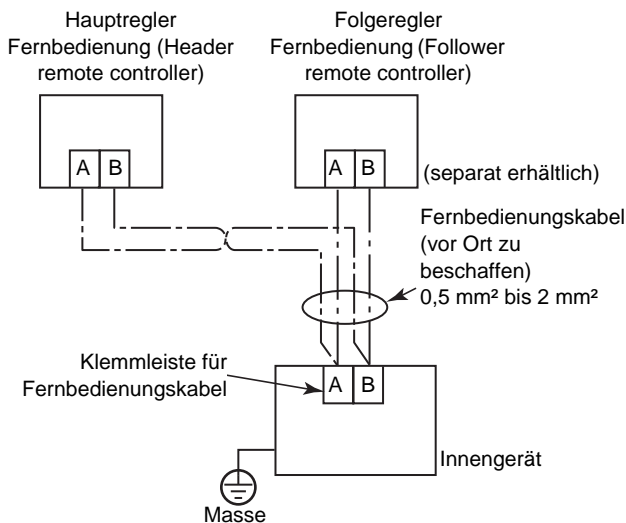 Hauptregler
Fernbedienung (Header
remote controller)
Folgeregler
Fernbedienung (Follower
remote controller)
A B
A B
(separat erhältlich)
Fernbedienungskabel
(vor Ort zu
beschaffen)
0,5 mm² bis 2 mm²
Klemmleiste für
Fernbedienungskabel
A B
Innengerät
Masse